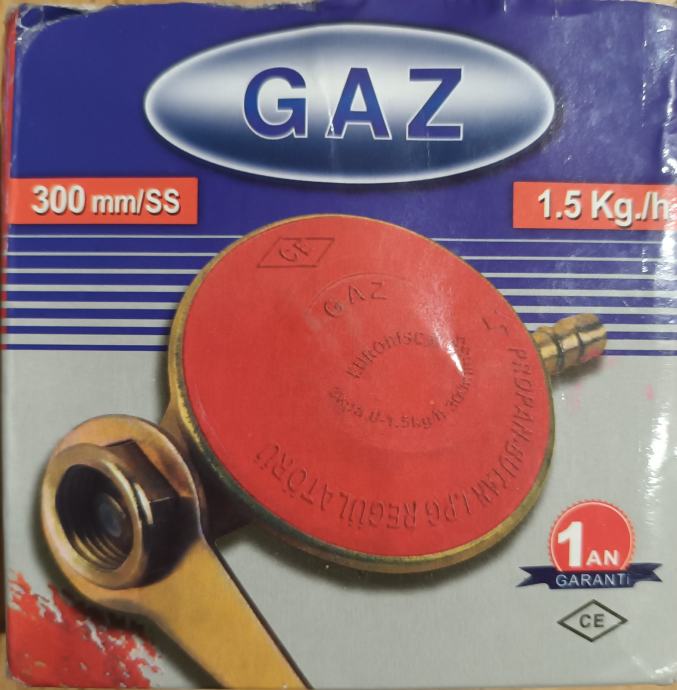 GAZ
300 mm/SS
1.5 Kg./h
CE
GAZ
PROPAN-BUTAN LPG REGÜLATÖRÜ
1 AN
GARANTİ
CE